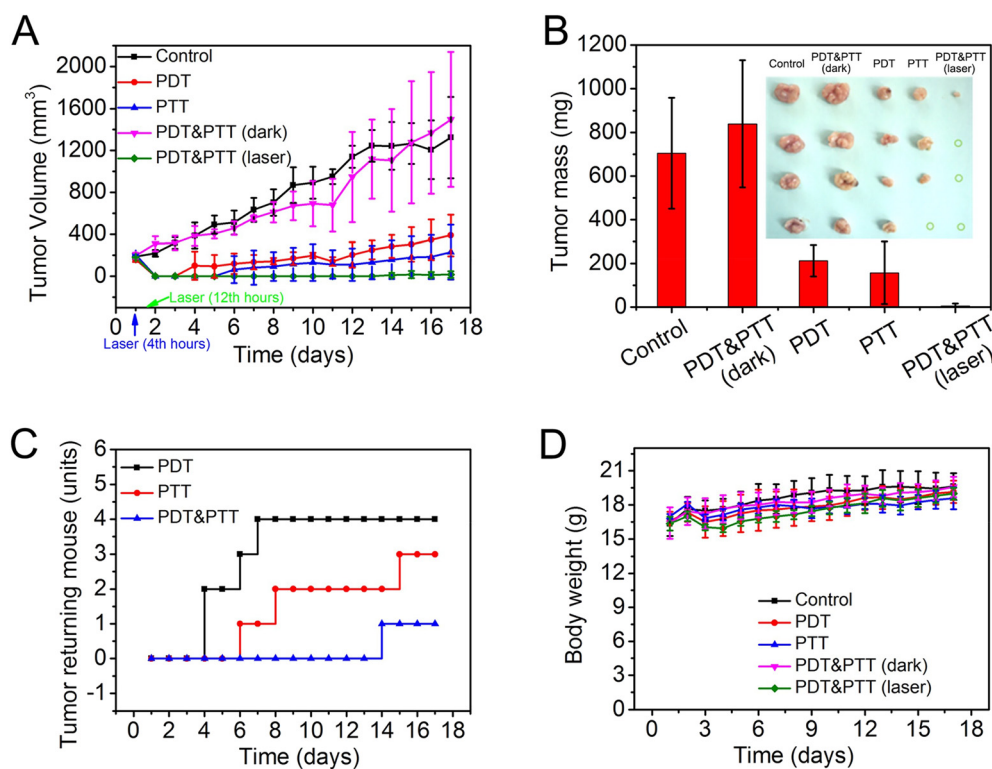 A
Control
PDT
PTT
PDT&PTT (dark)
PDT&PTT (laser)
Tumor Volume (mm³)
2000
1600
1200
800
400
0
Laser (12th hours)
0 2 4 6 8 10 12 14 16 18
Laser (4th hours)
Time (days)
B
Tumor mass (mg)
1200
1000
800
600
400
200
0
Control PDT&PTT (dark) PDT PTT PDT&PTT (laser)
Control
PDT&PTT
(dark)
PDT
PTT
PDT&PTT
(laser)
C
Tumor returning mouse (units)
6
5
4
3
2
1
0
-1
PDT
PTT
PDT&PTT
0 2 4 6 8 10 12 14 16 18
Time (days)
D
Body weight (g)
21
18
15
12
9
6
3
0
Control
PDT
PTT
PDT&PTT (dark)
PDT&PTT (laser)
0 3 6 9 12 15 18
Time (days)